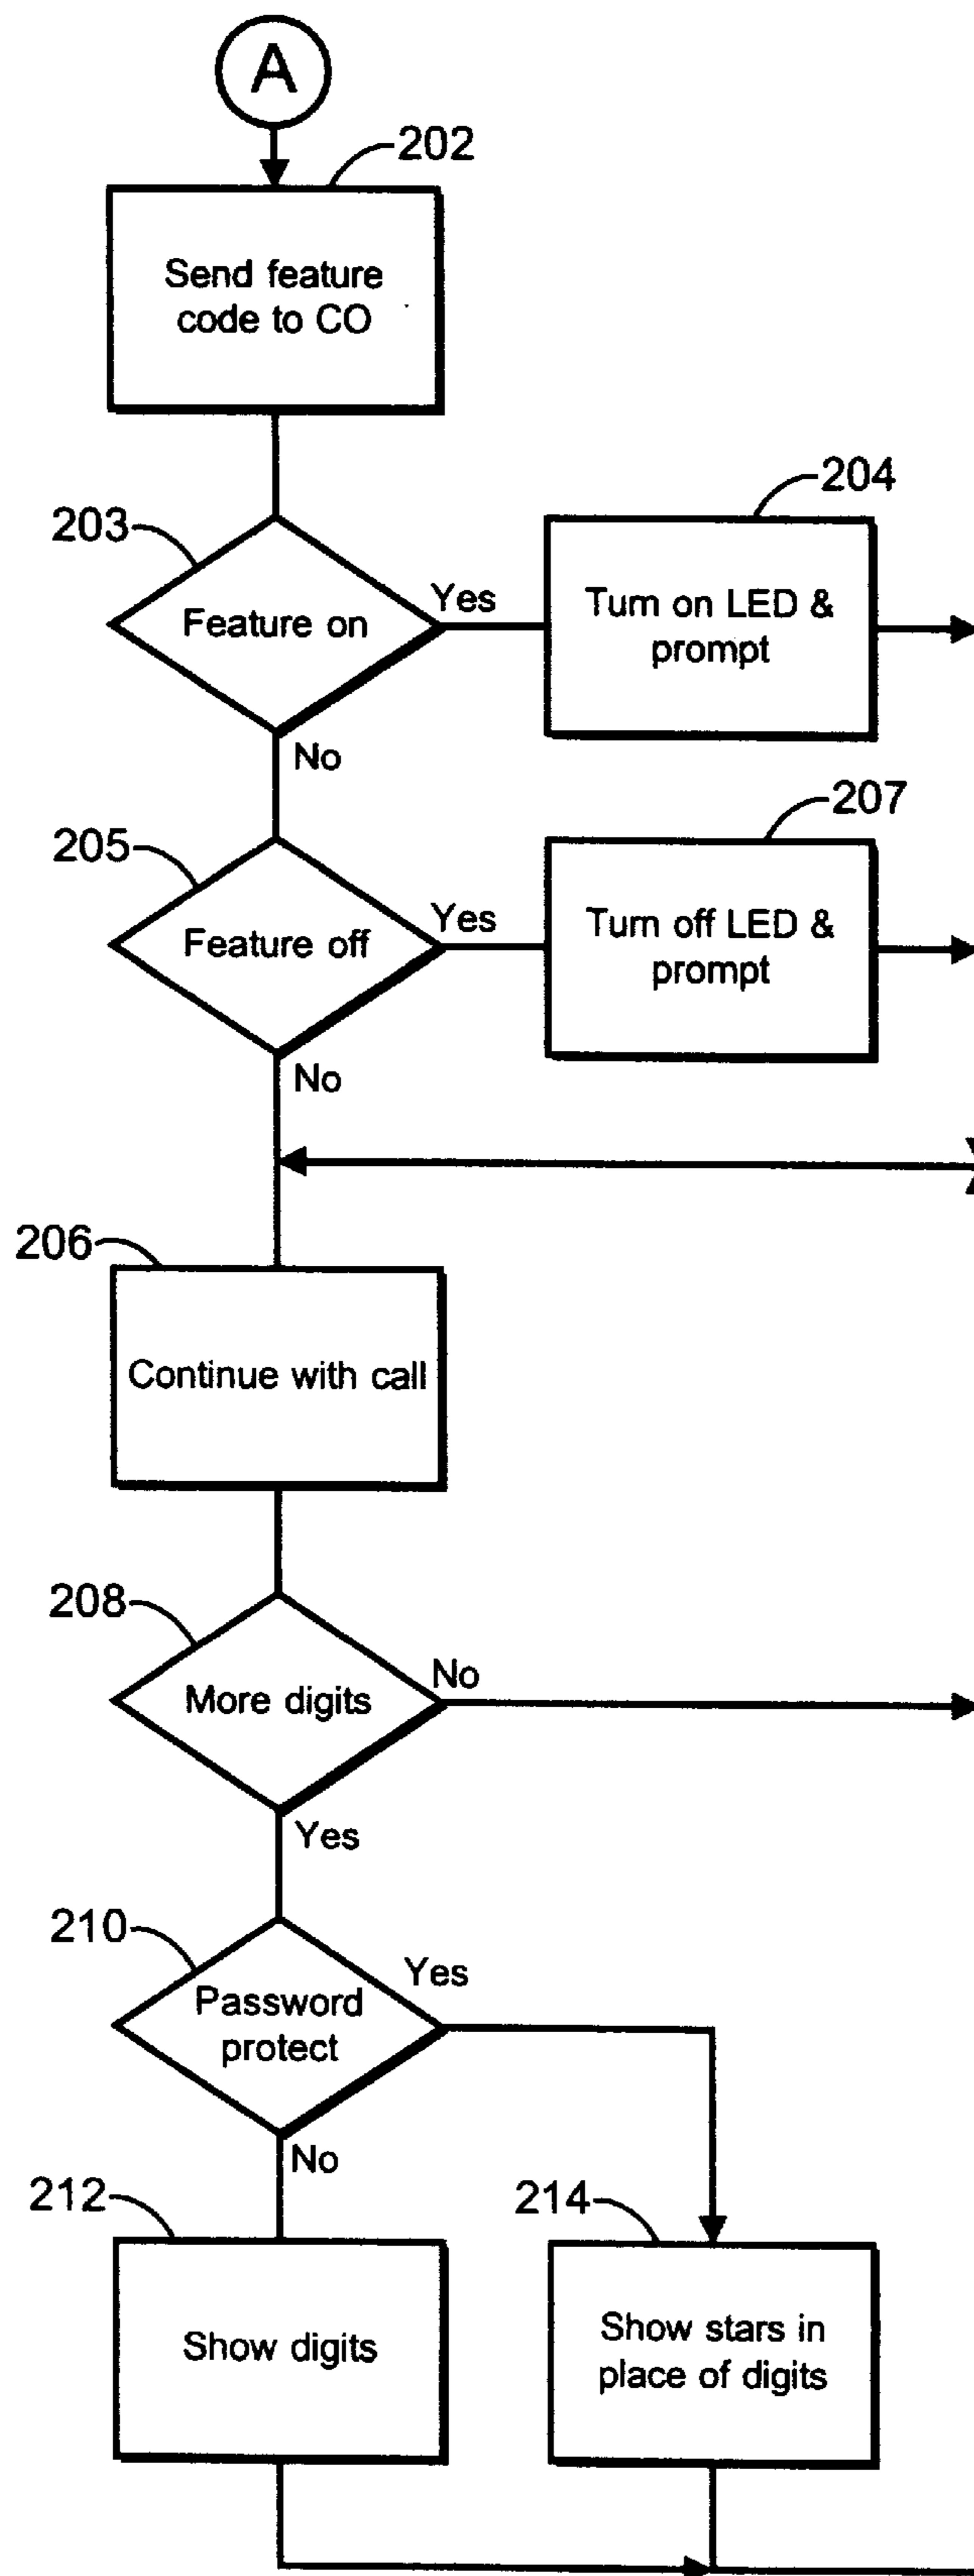 A
202
Send feature
code to CO
203
Feature on
Yes
No
204
Turn on LED &
prompt
205
Feature off
Yes
No
207
Turn off LED &
prompt
206
Continue with call
208
More digits
No
Yes
210
Password
protect
Yes
No
212
Show digits
214
Show stars in
place of digits